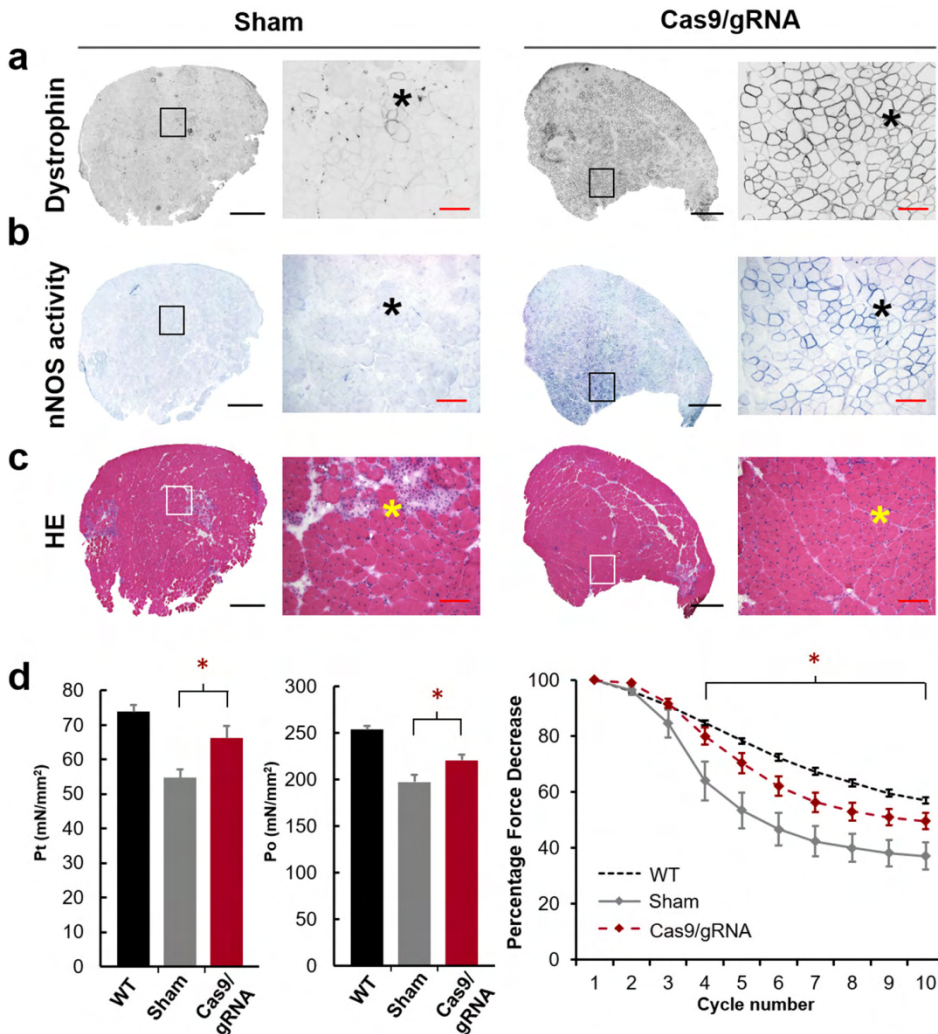 Sham
Cas9/gRNA
a
Dystrophin
*
*
b
nNOS activity
*
*
c
HE
*
*
d
Pt (mN/mm²)
80
70
60
50
40
30
20
10
0
*
WT
Sham
Cas9/
gRNA
Po (mN/mm²)
300
250
200
150
100
50
0
*
WT
Sham
Cas9/
gRNA
Percentage Force Decrease
100
80
60
40
20
0
*
WT
Sham
Cas9/gRNA
1 2 3 4 5 6 7 8 9 10
Cycle number